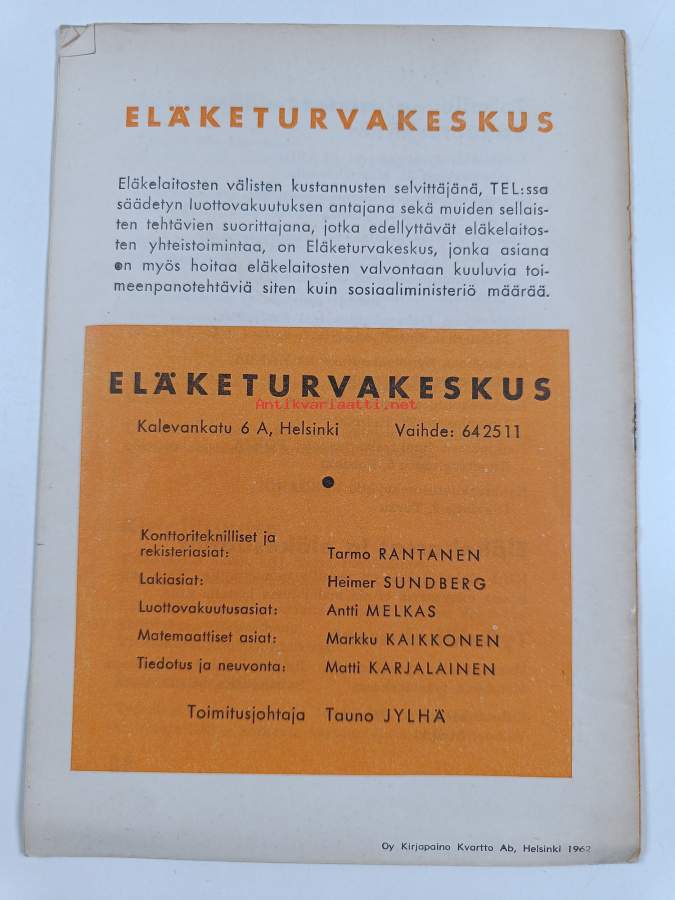 ELÄKETURVAKESKUS
Eläkelaitosten välisten kustannusten selvittäjänä, TEL:ssa
säädetyn luottovakuutuksen antajana sekä muiden sellais-
ten tehtävien suorittajana, jotka edellyttävät eläkelaitos-
ten yhteistoimintaa, on Eläketurvakeskus, jonka asiana
on myös hoitaa eläkelaitosten valvontaan kuuluvia toi-
meenpanotehtäviä siten kuin sosiaaliministeriö määrää.
ELÄKETURVAKESKUS
Antikvariaatti.net
Kalevankatu 6 A, Helsinki Vaihde: 642511
Konttoriteknilliset ja
rekisteriasiat: Tarmo RANTANEN
Lakiasiat: Heimer SUNDBERG
Luottovakuutusasiat: Antti MELKAS
Matemaattiset asiat: Markku KAIKKONEN
Tiedotus ja neuvonta: Matti KARJALAINEN
Toimitusjohtaja Tauno JYLHÄ
Oy Kirjapaino Kvartto Ab, Helsinki 1962